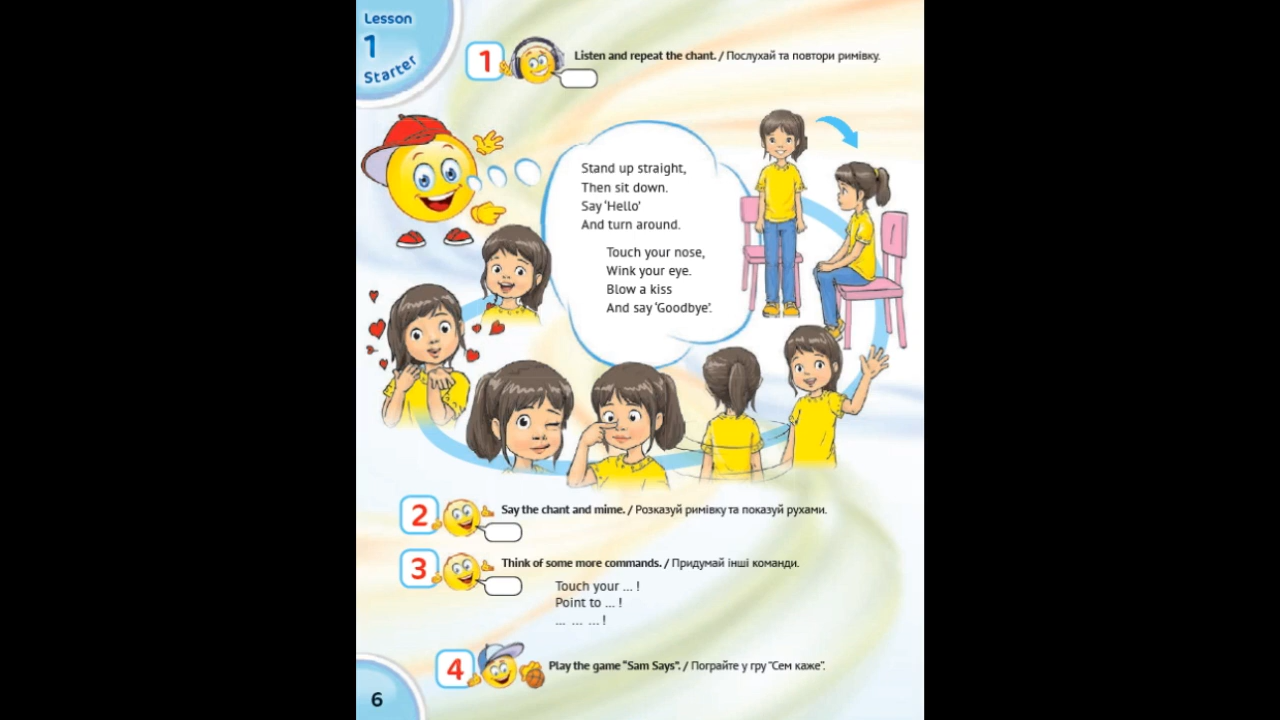 Lesson
1
Starter
1
Listen and repeat the chant. / Послухай та повтори римівку.
Stand up straight,
Then sit down.
Say ‘Hello’
And turn around.
Touch your nose,
Wink your eye.
Blow a kiss
And say ‘Goodbye’.
2
Say the chant and mime. / Розказуй римівку та показуй рухами.
3
Think of some more commands. / Придумай інші команди.
Touch your ... !
Point to ... !
... ... ... !
4
Play the game “Sam Says”. / Пограйте у гру “Сем каже”.
6